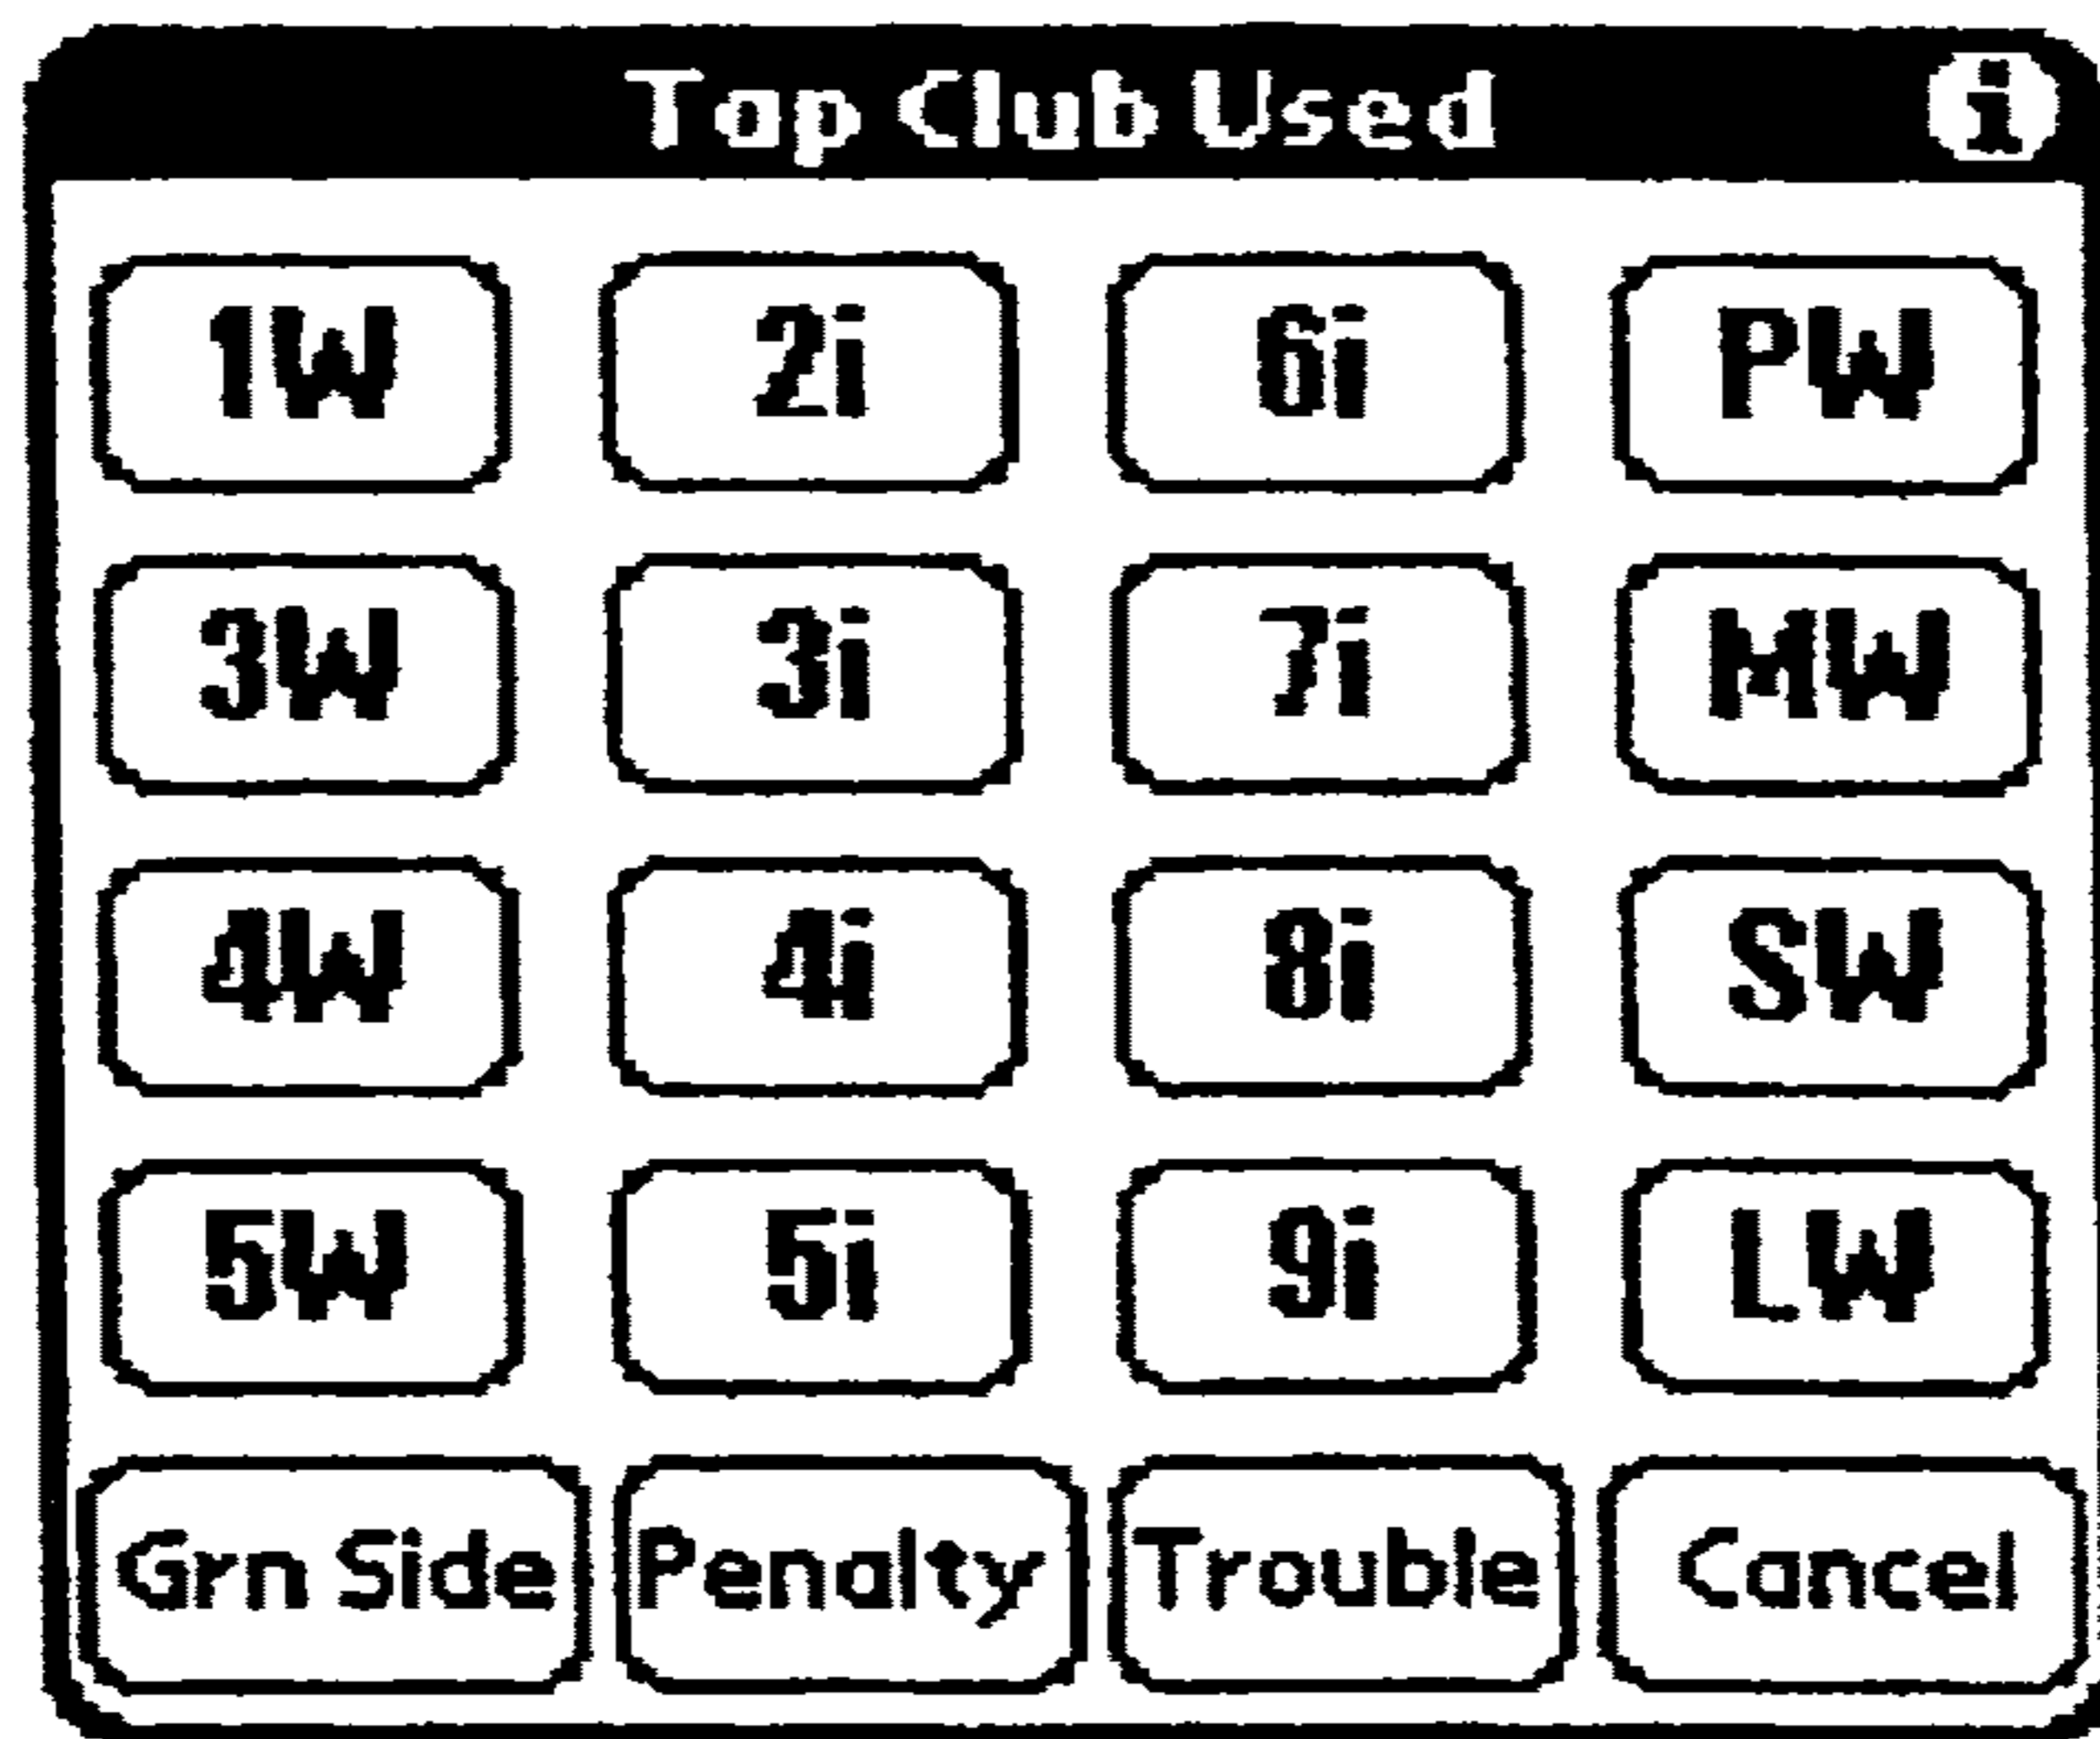 Tap Club Used i
1W 2i 6i PW
3W 3i 7i MW
4W 4i 8i SW
5W 5i 9i LW
Grn Side Penalty Trouble Cancel